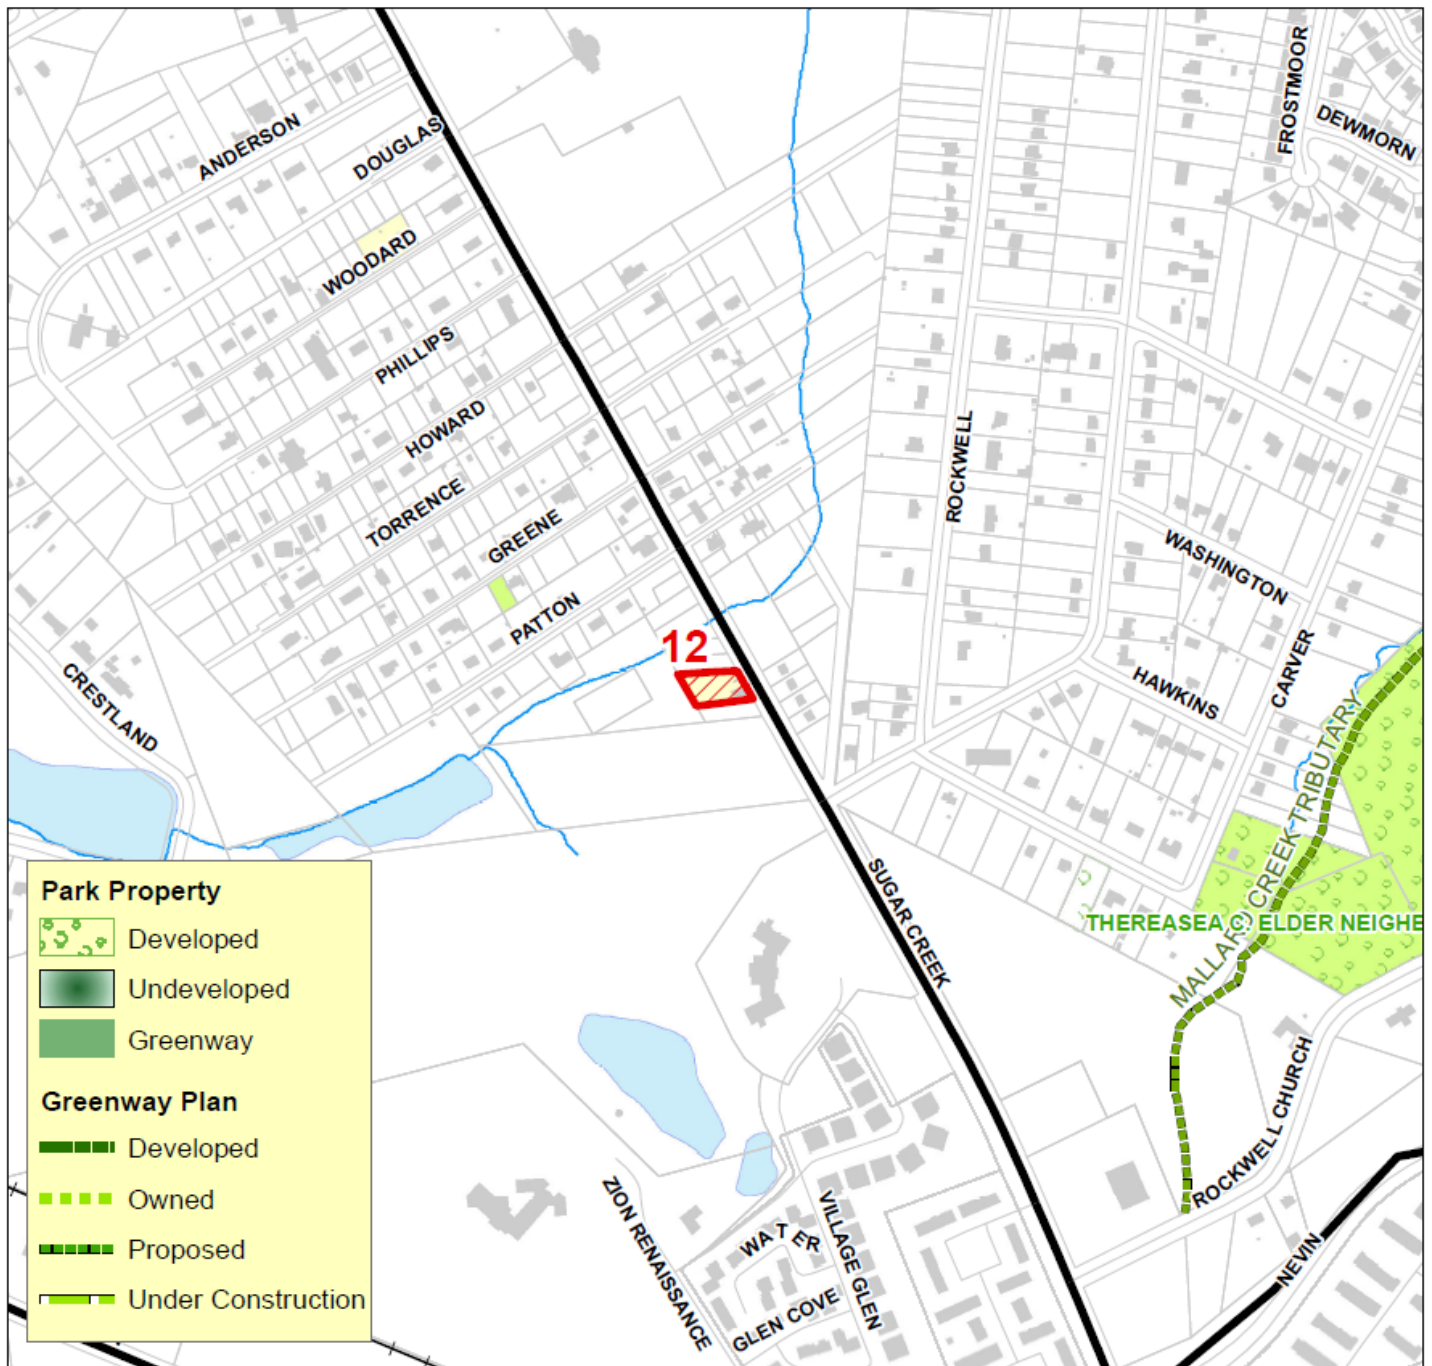 FROSTMOOR
DEWMORN
ANDERSON
DOUGLAS
WOODARD
PHILLIPS
HOWARD
TORRENCE
GREENE
PATTON
ROCKWELL
WASHINGTON
HAWKINS
CARVER
12
CRESTLAND
SUGAR CREEK
MALLARD CREEK TRIBUTARY
THEREASEA C. ELDER NEIGHB
ROCKWELL CHURCH
NEVIN
ZION RENAISSANCE
WATER
VILLAGE GLEN
GLEN COVE
Park Property
Developed
Undeveloped
Greenway
Greenway Plan
Developed
Owned
Proposed
Under Construction